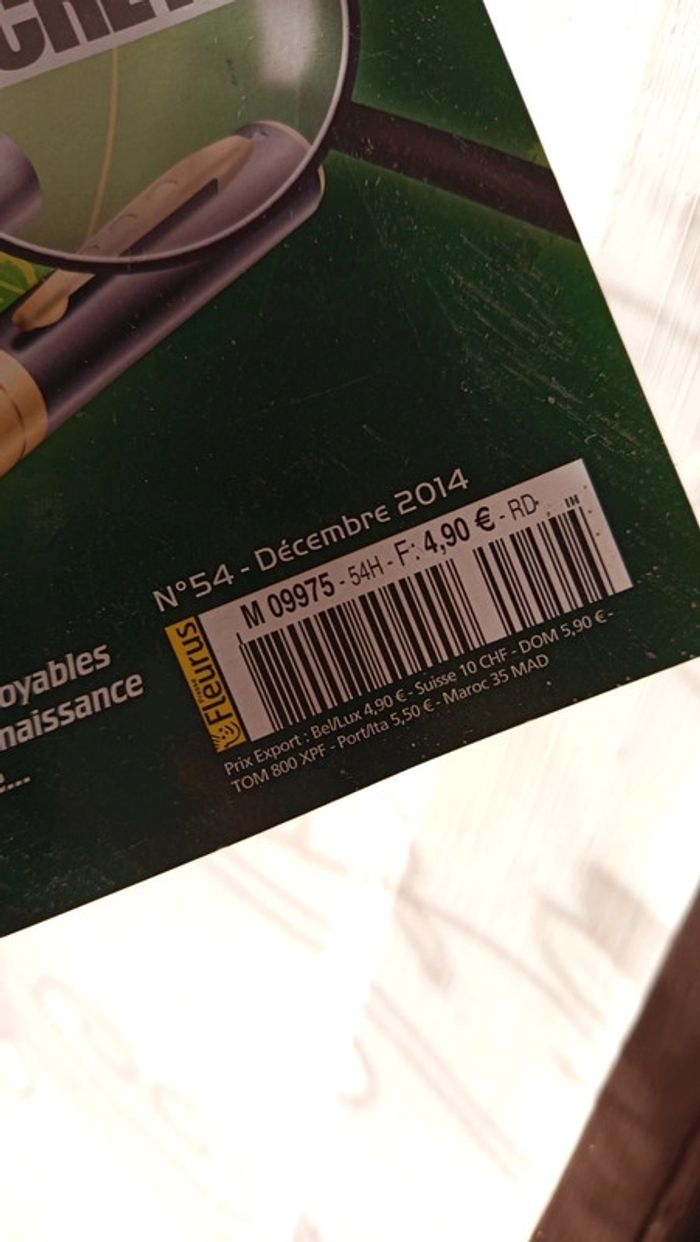 N°54 - Décembre 2014
M 09975 - 54H - F: 4,90 € - RD
Fleurus
Presse
Prix Export : Bel/Lux 4,90 € - Suisse 10 CHF - DOM 5,90 € -
TOM 800 XPF - Port/Ita 5,50 € - Maroc 35 MAD
oyables
naissance
e...